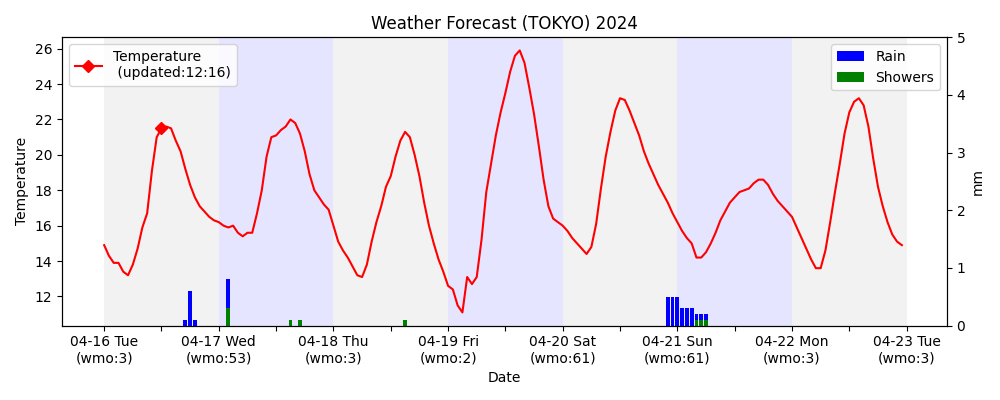 Weather Forecast (TOKYO) 2024
Temperature
(updated:12:16)
Rain
Showers
26
24
22
20
18
16
14
12
Temperature
5
4
3
2
1
0
mm
04-16 Tue
(wmo:3)
04-17 Wed
(wmo:53)
04-18 Thu
(wmo:3)
04-19 Fri
(wmo:2)
04-20 Sat
(wmo:61)
04-21 Sun
(wmo:61)
04-22 Mon
(wmo:3)
04-23 Tue
(wmo:3)
Date